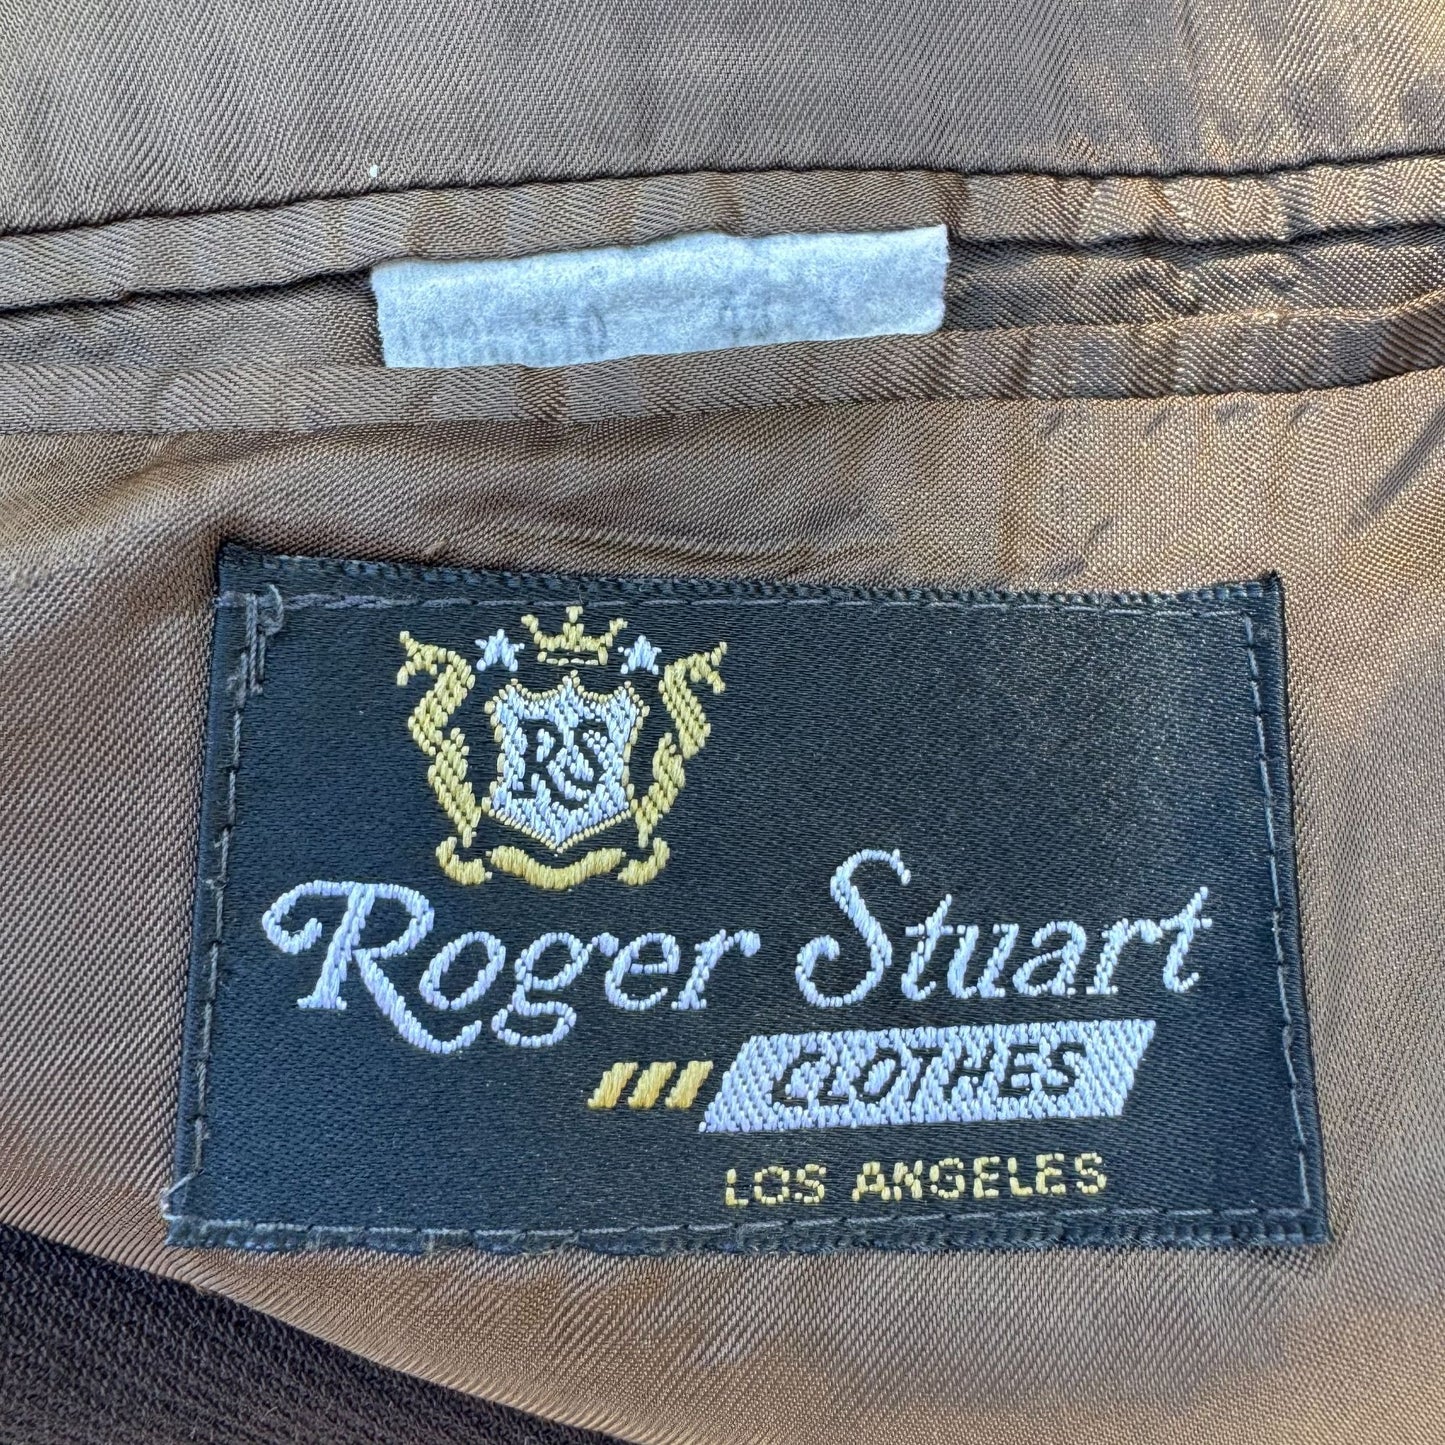 RS
Roger Stuart
CLOTHES
LOS ANGELES